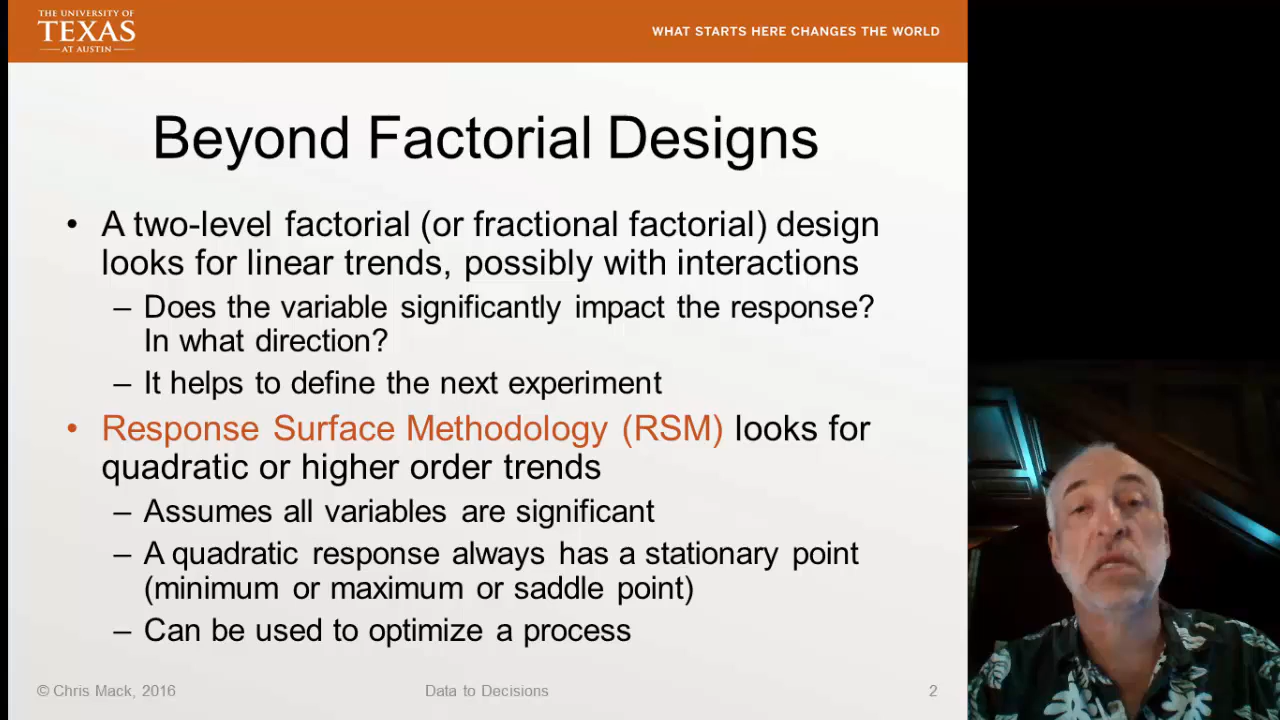 THE UNIVERSITY OF
TEXAS
AT AUSTIN
WHAT STARTS HERE CHANGES THE WORLD
Beyond Factorial Designs
• A two-level factorial (or fractional factorial) design
looks for linear trends, possibly with interactions
– Does the variable significantly impact the response?
In what direction?
– It helps to define the next experiment
• Response Surface Methodology (RSM) looks for
quadratic or higher order trends
– Assumes all variables are significant
– A quadratic response always has a stationary point
(minimum or maximum or saddle point)
– Can be used to optimize a process
© Chris Mack, 2016
Data to Decisions
2